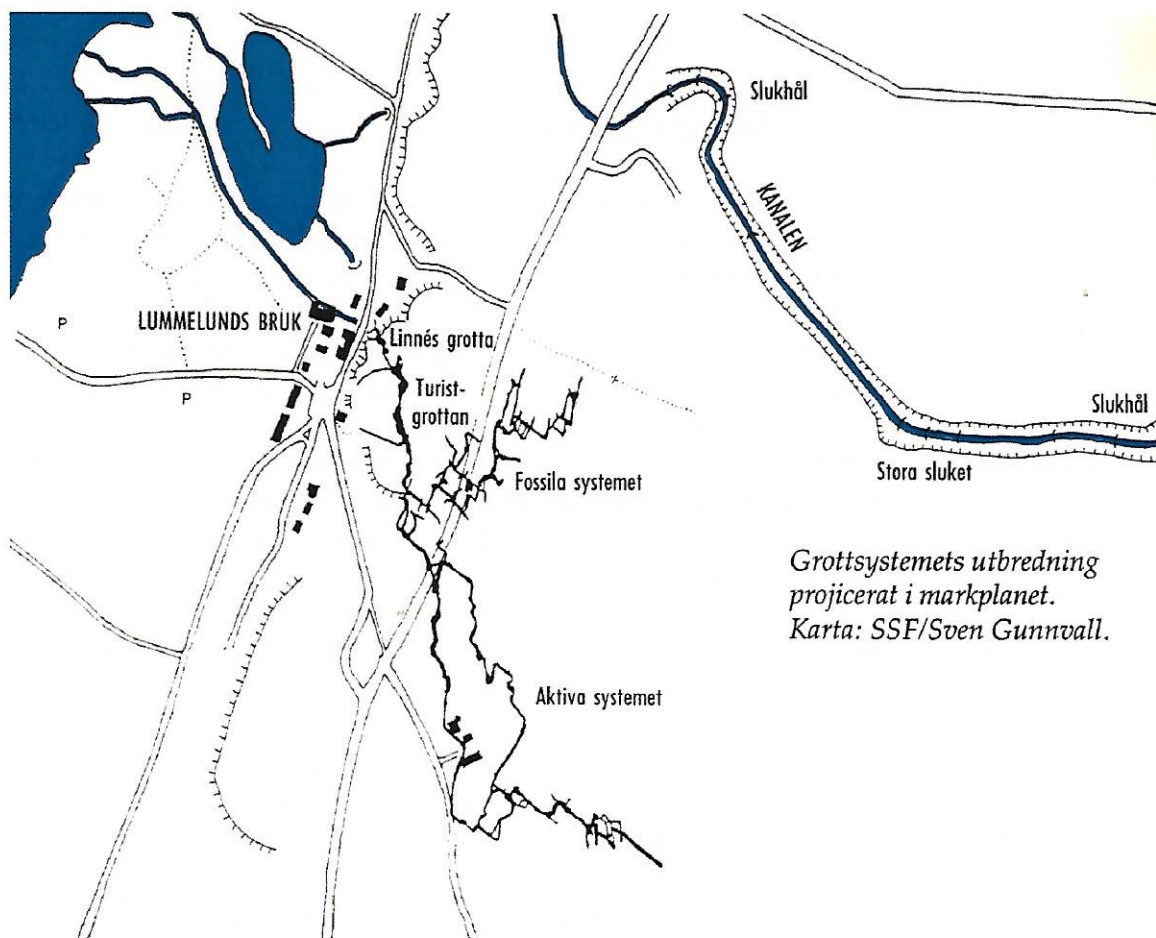 Slukhål
KANALEN
LUMMELUNDS BRUK
P
P
Linnés grotta
Turist-
grottan
Slukhål
Stora sluket
Fossila systemet
Grottsystemets utbredning
projicerat i markplanet.
Karta: SSF/Sven Gunnvall.
Aktiva systemet